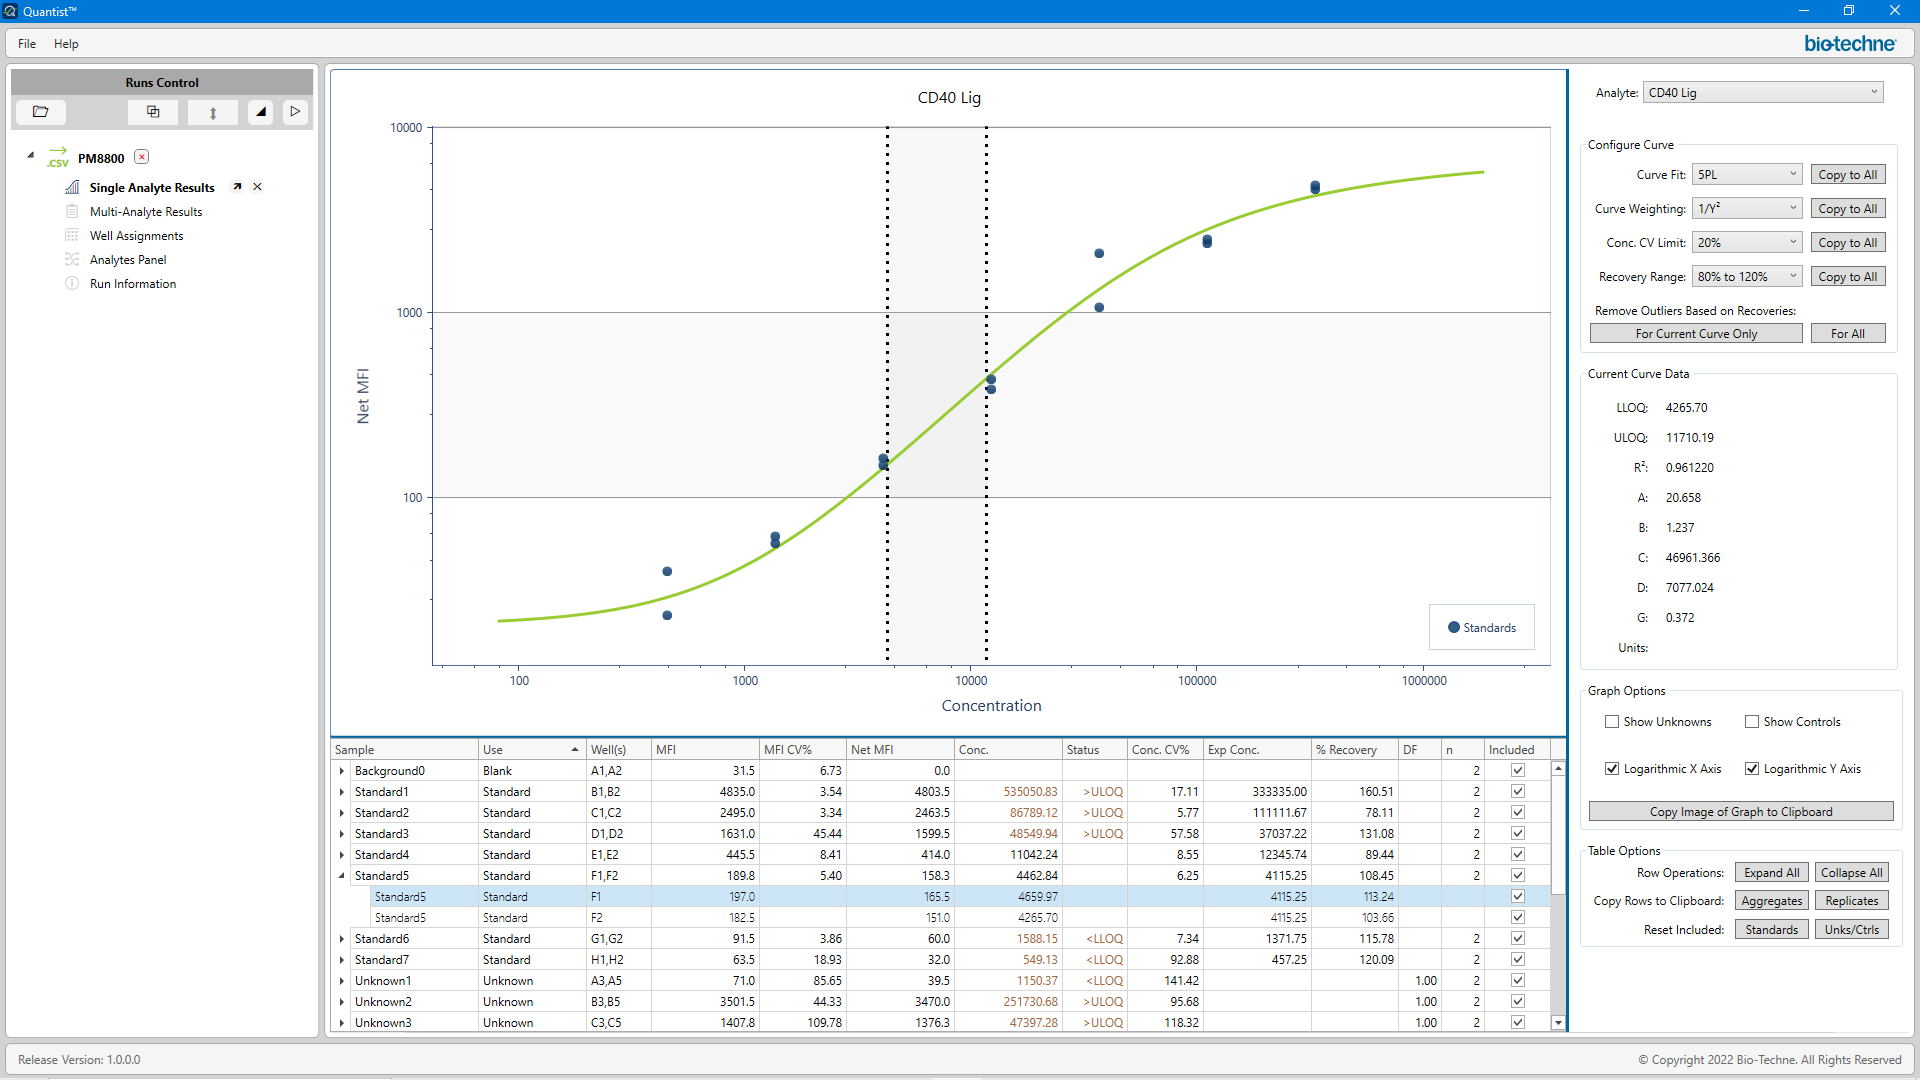 Quantist™
File Help
biotechne
Runs Control
.CSV PM8800
Single Analyte Results
Multi-Analyte Results
Well Assignments
Analytes Panel
Run Information
CD40 Lig
10000
1000
100
Net MFI
100 1000 10000 100000 1000000
Concentration
Standards
Sample Use Well(s) MFI MFI CV% Net MFI Conc. Status Conc. CV% Exp Conc. % Recovery DF n Included
Background0 Blank A1,A2 31.5 6.73 0.0 2
Standard1 Standard B1,B2 4835.0 3.54 4803.5 535050.83 >ULOQ 17.11 333335.00 160.51 2
Standard2 Standard C1,C2 2495.0 3.34 2463.5 86789.12 >ULOQ 5.77 111111.67 78.11 2
Standard3 Standard D1,D2 1631.0 45.44 1599.5 48549.94 >ULOQ 57.58 37037.22 131.08 2
Standard4 Standard E1,E2 445.5 8.41 414.0 11042.24 8.55 12345.74 89.44 2
Standard5 Standard F1,F2 189.8 5.40 158.3 4462.84 6.25 4115.25 108.45 2
Standard5 Standard F1 197.0 165.5 4659.97 4115.25 113.24
Standard5 Standard F2 182.5 151.0 4265.70 4115.25 103.66
Standard6 Standard G1,G2 91.5 3.86 60.0 1588.15 <LLOQ 7.34 1371.75 115.78 2
Standard7 Standard H1,H2 63.5 18.93 32.0 549.13 <LLOQ 92.88 457.25 120.09 2
Unknown1 Unknown A3,A5 71.0 85.65 39.5 1150.37 <LLOQ 141.42 1.00 2
Unknown2 Unknown B3,B5 3501.5 44.33 3470.0 251730.68 >ULOQ 95.68 1.00 2
Unknown3 Unknown C3,C5 1407.8 109.78 1376.3 47397.28 >ULOQ 118.32 1.00 2
Analyte: CD40 Lig
Configure Curve
Curve Fit: 5PL Copy to All
Curve Weighting: 1/Y² Copy to All
Conc. CV Limit: 20% Copy to All
Recovery Range: 80% to 120% Copy to All
Remove Outliers Based on Recoveries:
For Current Curve Only For All
Current Curve Data
LLOQ: 4265.70
ULOQ: 11710.19
R²: 0.961220
A: 20.658
B: 1.237
C: 46961.366
D: 7077.024
G: 0.372
Units:
Graph Options
Show Unknowns Show Controls
Logarithmic X Axis Logarithmic Y Axis
Copy Image of Graph to Clipboard
Table Options
Row Operations: Expand All Collapse All
Copy Rows to Clipboard: Aggregates Replicates
Reset Included: Standards Unks/Ctrls
Release Version: 1.0.0.0
© Copyright 2022 Bio-Techne. All Rights Reserved